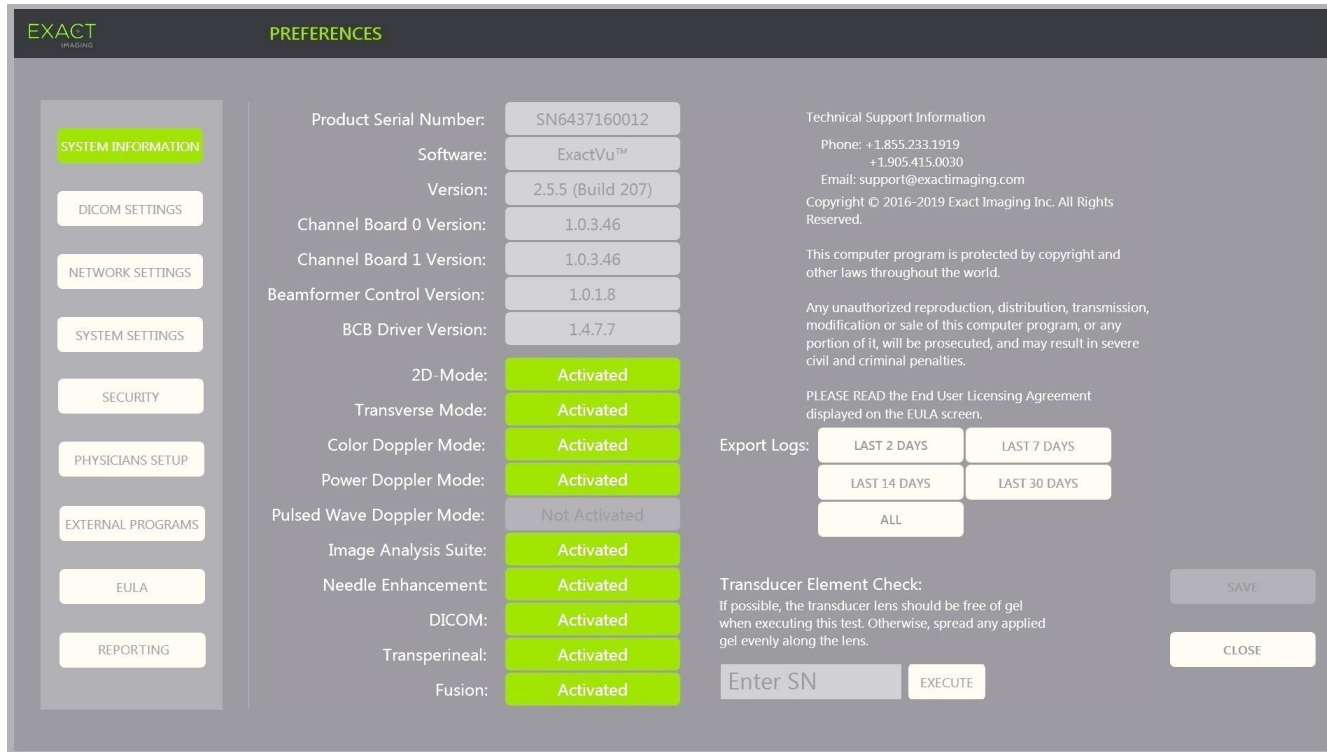 EXACT
IMAGING
PREFERENCES
SYSTEM INFORMATION
DICOM SETTINGS
NETWORK SETTINGS
SYSTEM SETTINGS
SECURITY
PHYSICIANS SETUP
EXTERNAL PROGRAMS
EULA
REPORTING
Product Serial Number: SN6437160012
Software: ExactVu™
Version: 2.5.5 (Build 207)
Channel Board 0 Version: 1.0.3.46
Channel Board 1 Version: 1.0.3.46
Beamformer Control Version: 1.0.1.8
BCB Driver Version: 1.4.7.7
2D-Mode: Activated
Transverse Mode: Activated
Color Doppler Mode: Activated
Power Doppler Mode: Activated
Pulsed Wave Doppler Mode: Not Activated
Image Analysis Suite: Activated
Needle Enhancement: Activated
DICOM: Activated
Transperineal: Activated
Fusion: Activated
Technical Support Information
Phone: +1.855.233.1919
+1.905.415.0030
Email: support@exactimaging.com
Copyright © 2016-2019 Exact Imaging Inc. All Rights
Reserved.
This computer program is protected by copyright and
other laws throughout the world.
Any unauthorized reproduction, distribution, transmission,
modification or sale of this computer program, or any
portion of it, will be prosecuted, and may result in severe
civil and criminal penalties.
PLEASE READ the End User Licensing Agreement
displayed on the EULA screen.
Export Logs: LAST 2 DAYS LAST 7 DAYS
LAST 14 DAYS LAST 30 DAYS
ALL
Transducer Element Check:
If possible, the transducer lens should be free of gel
when executing this test. Otherwise, spread any applied
gel evenly along the lens.
Enter SN EXECUTE
SAVE
CLOSE